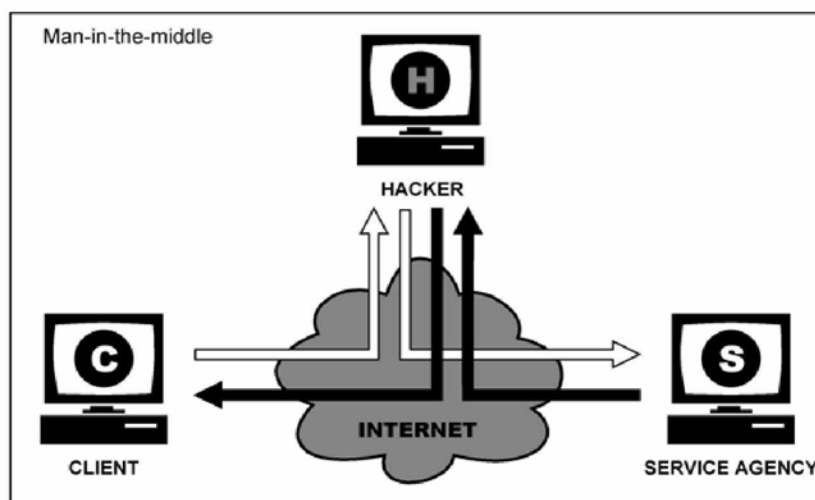 Man-in-the-middle
H
HACKER
C
S
INTERNET
CLIENT
SERVICE AGENCY